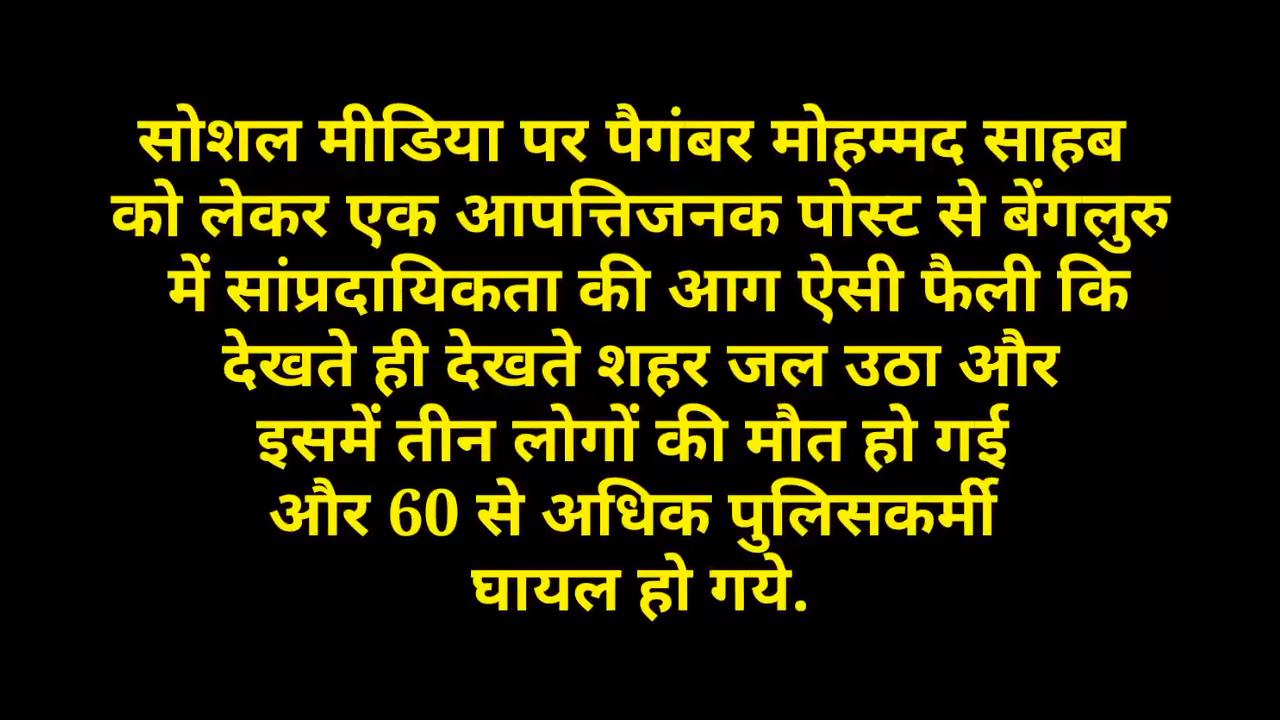 सोशल मीडिया पर पैगंबर मोहम्मद साहब
को लेकर एक आपत्तिजनक पोस्ट से बेंगलुरु
में सांप्रदायिकता की आग ऐसी फैली कि
देखते ही देखते शहर जल उठा और
इसमें तीन लोगों की मौत हो गई
और 60 से अधिक पुलिसकर्मी
घायल हो गये.